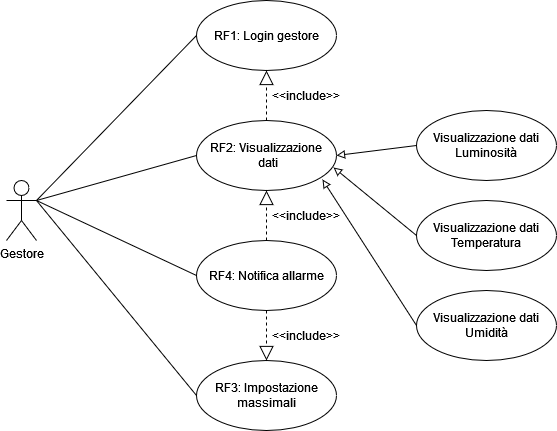 RF1: Login gestore
<<include>>
RF2: Visualizzazione
dati
Visualizzazione dati
Luminosità
Visualizzazione dati
Temperatura
<<include>>
Gestore
RF4: Notifica allarme
Visualizzazione dati
Umidità
<<include>>
RF3: Impostazione
massimali